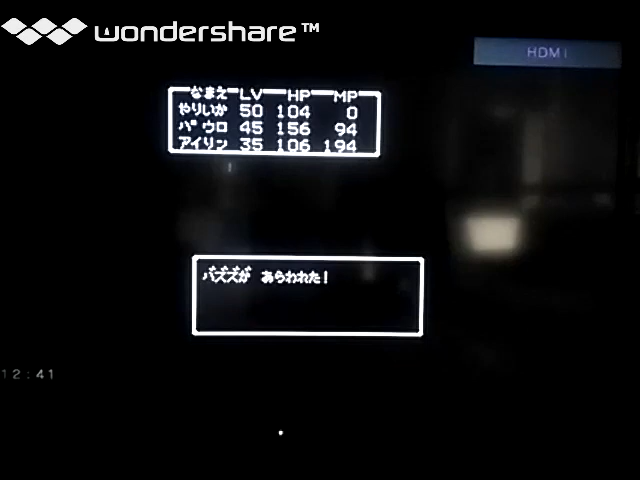 wondershare™
HDMI
なまえ LV HP MP
やりいか 50 104 0
パウロ 45 156 94
アイリン 35 106 194
バズズが あらわれた!
12:41